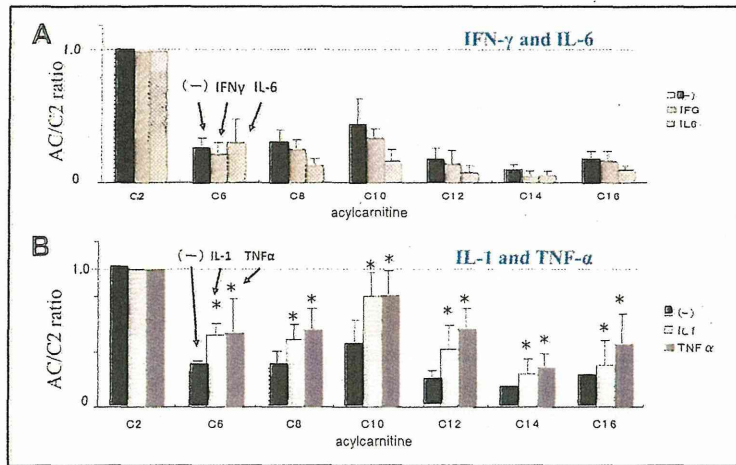 A
IFN-γ and IL-6
AC/C2 ratio
1.0
0
(−) IFNγ IL-6
(-)
IFG
IL6
C2 C6 C8 C10 C12 C14 C16
acylcarnitine
B
IL-1 and TNF-α
AC/C2 ratio
1.0
0
(−) IL-1 TNFα
* * * * * * * * * * * *
(-)
IL1
TNF α
C2 C6 C8 C10 C12 C14 C16
acylcarnitine